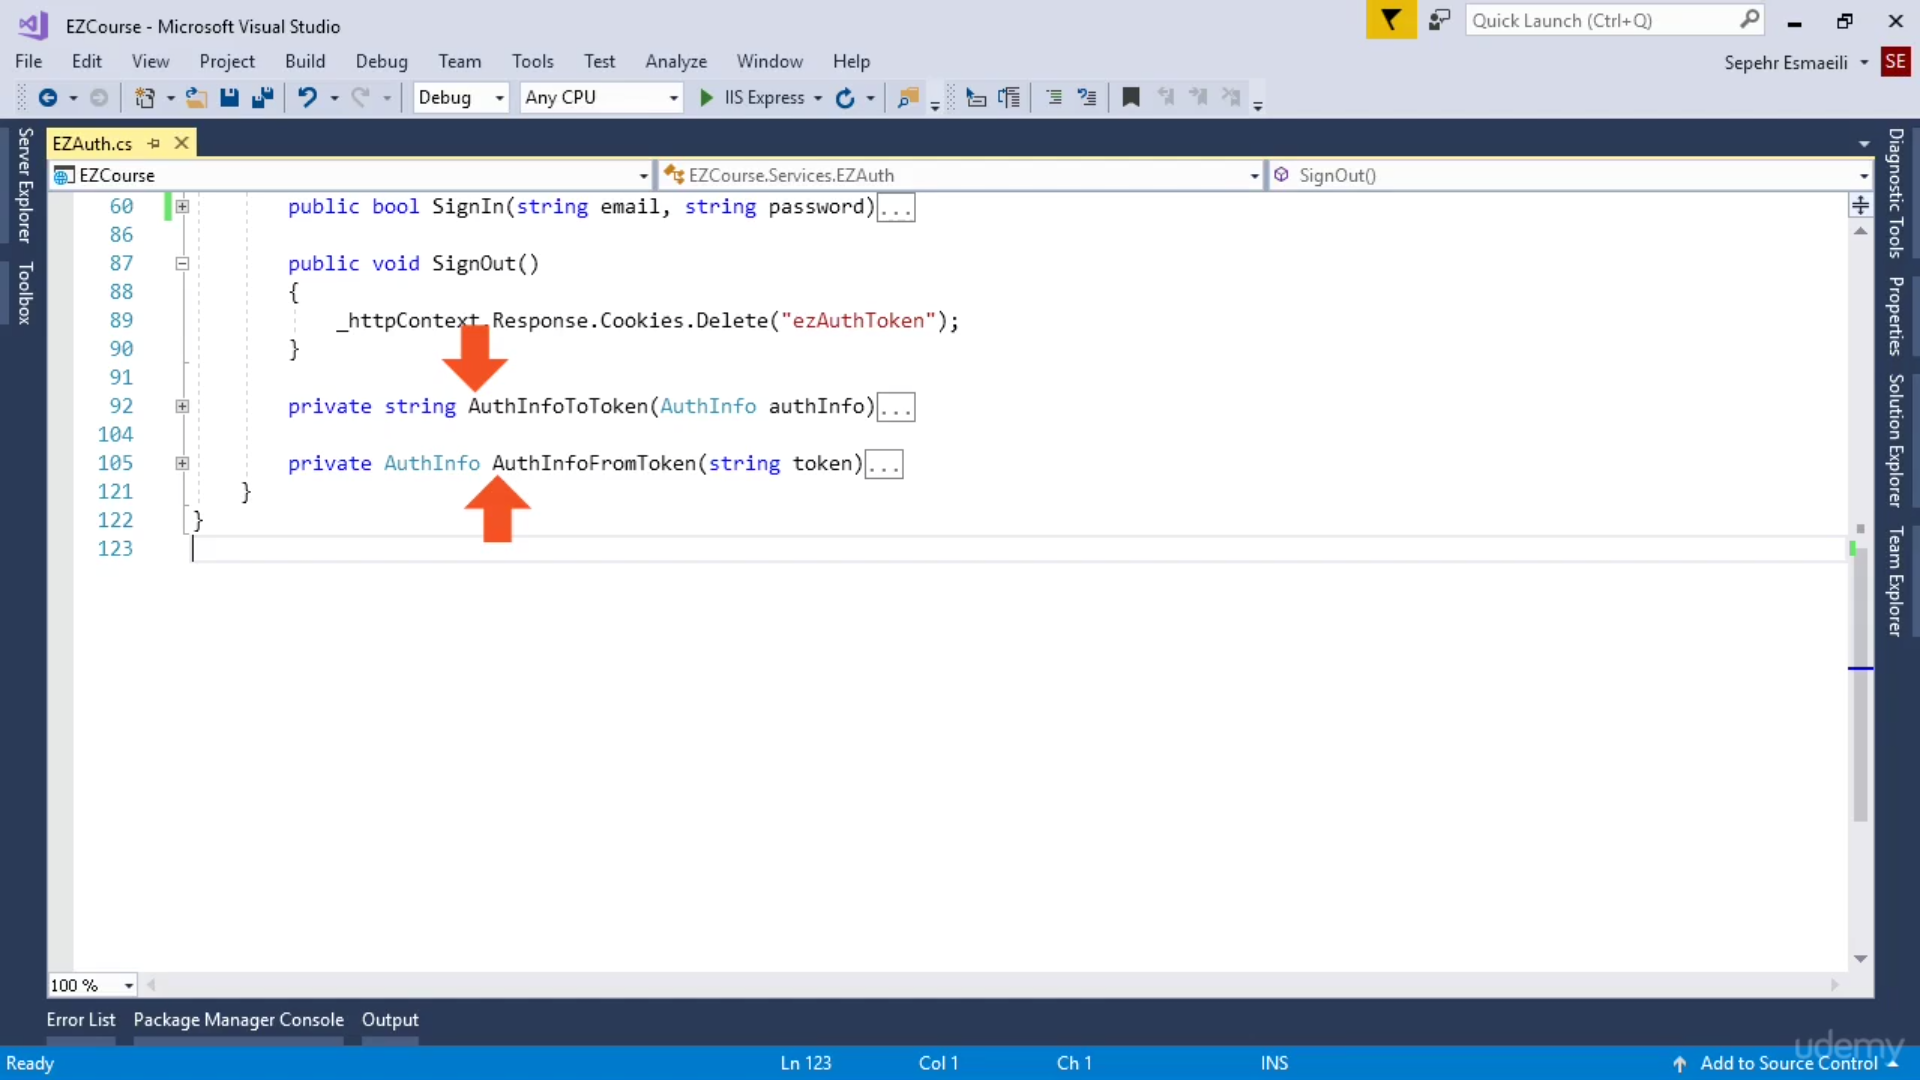 EZCourse - Microsoft Visual Studio
Quick Launch (Ctrl+Q)
File Edit View Project Build Debug Team Tools Test Analyze Window Help
Sepehr Esmaeili SE
Debug Any CPU IIS Express
EZAuth.cs
EZCourse EZCourse.Services.EZAuth SignOut()
60 public bool SignIn(string email, string password)...
86
87 public void SignOut()
88 {
89 _httpContext.Response.Cookies.Delete("ezAuthToken");
90 }
91
92 private string AuthInfoToToken(AuthInfo authInfo)...
104
105 private AuthInfo AuthInfoFromToken(string token)...
121 }
122 }
123
Server Explorer
Toolbox
Diagnostic Tools
Properties
Solution Explorer
Team Explorer
100 %
Error List Package Manager Console Output
udemy
Ready Ln 123 Col 1 Ch 1 INS Add to Source Control